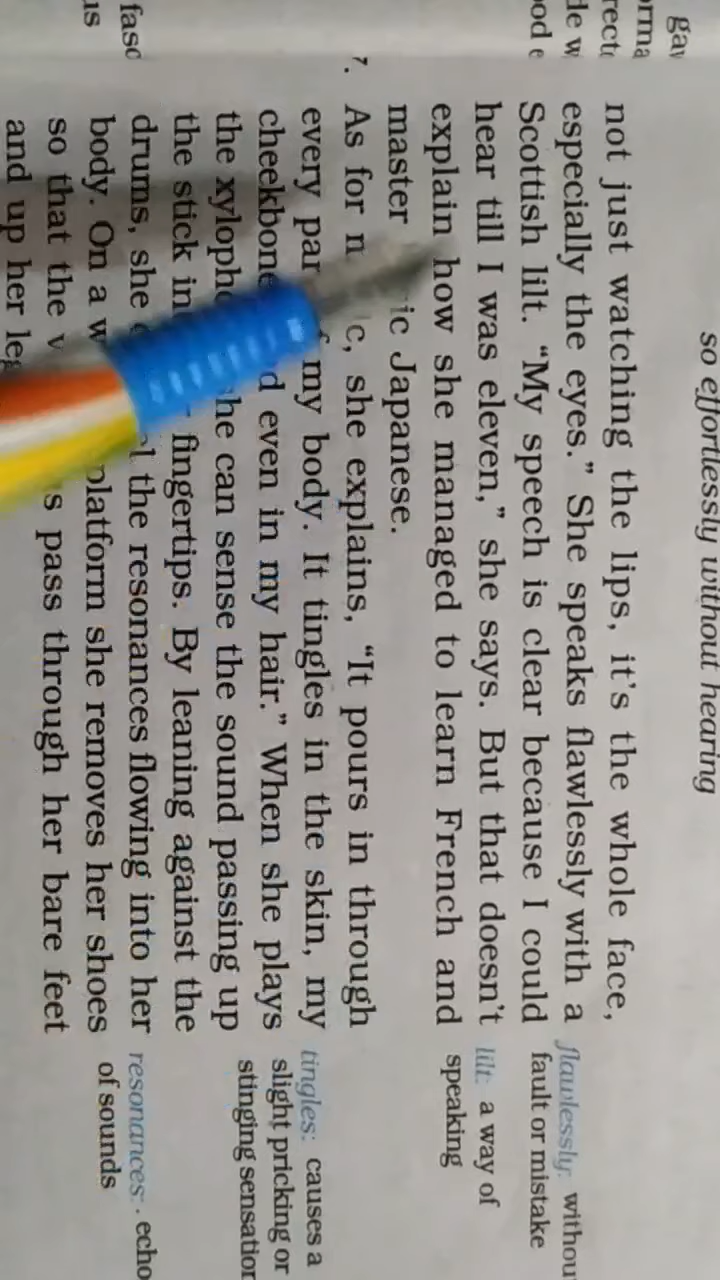 so effortlessly without hearing
not just watching the lips, it's the whole face,
especially the eyes." She speaks flawlessly with a
Scottish lilt. "My speech is clear because I could
hear till I was eleven," she says. But that doesn't
explain how she managed to learn French and
master ic Japanese.
7. As for c, she explains, "It pours in through
every par my body. It tingles in the skin, my
cheekbone d even in my hair." When she plays
the xylopho he can sense the sound passing up
the stick in fingertips. By leaning against the
drums, she the resonances flowing into her
body. On a w platform she removes her shoes
so that the v s pass through her bare feet
and up her leg
flawlessly: withou
fault or mistake
lilt: a way of
speaking
tingles: causes a
slight pricking or
stinging sensation
resonances: echo
of sounds